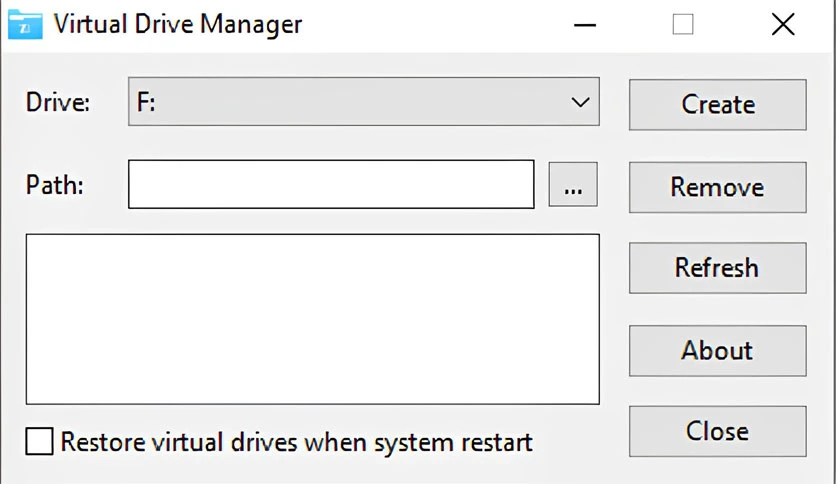 Virtual Drive Manager
Drive: F: Create
Path: ... Remove
Refresh
About
Close
Restore virtual drives when system restart